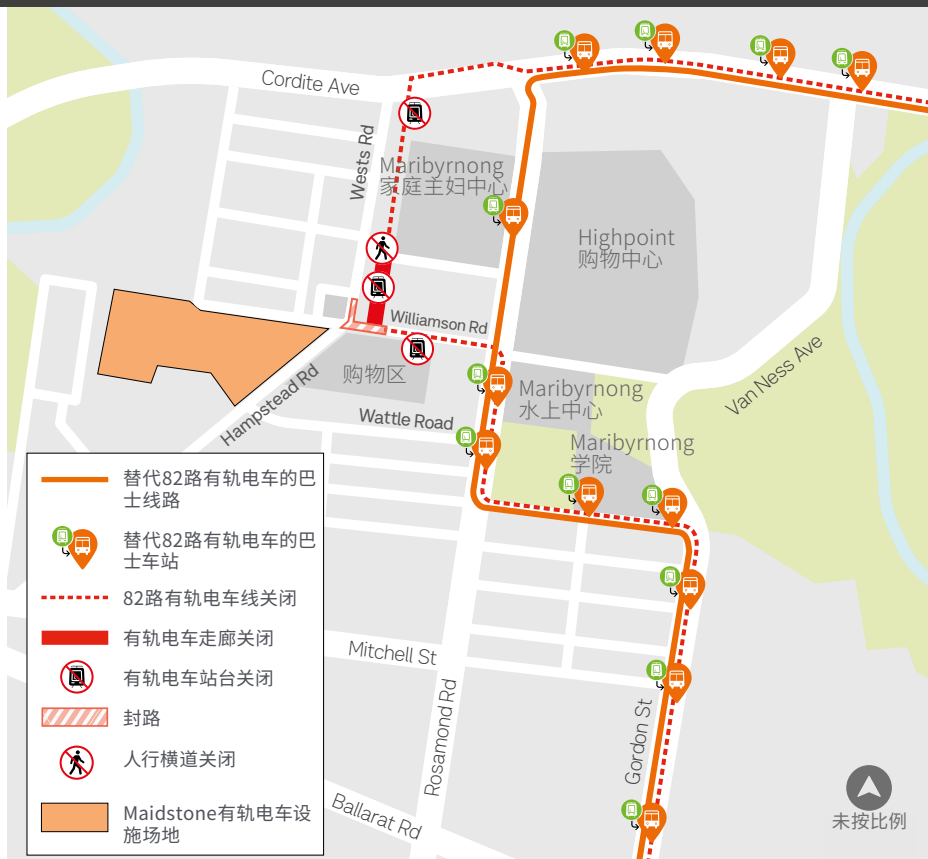 Cordite Ave
Wests Rd
Maribyrnong
家庭主妇中心
Highpoint
购物中心
Williamson Rd
购物区
Hampstead Rd
Wattle Road
Maribyrnong
水上中心
Van Ness Ave
Maribyrnong
学院
替代82路有轨电车的巴
士线路
替代82路有轨电车的巴
士车站
82路有轨电车线关闭
有轨电车走廊关闭
有轨电车站台关闭
封路
人行横道关闭
Maidstone有轨电车设
施场地
Mitchell St
Rosamond Rd
Gordon St
Ballarat Rd
未按比例